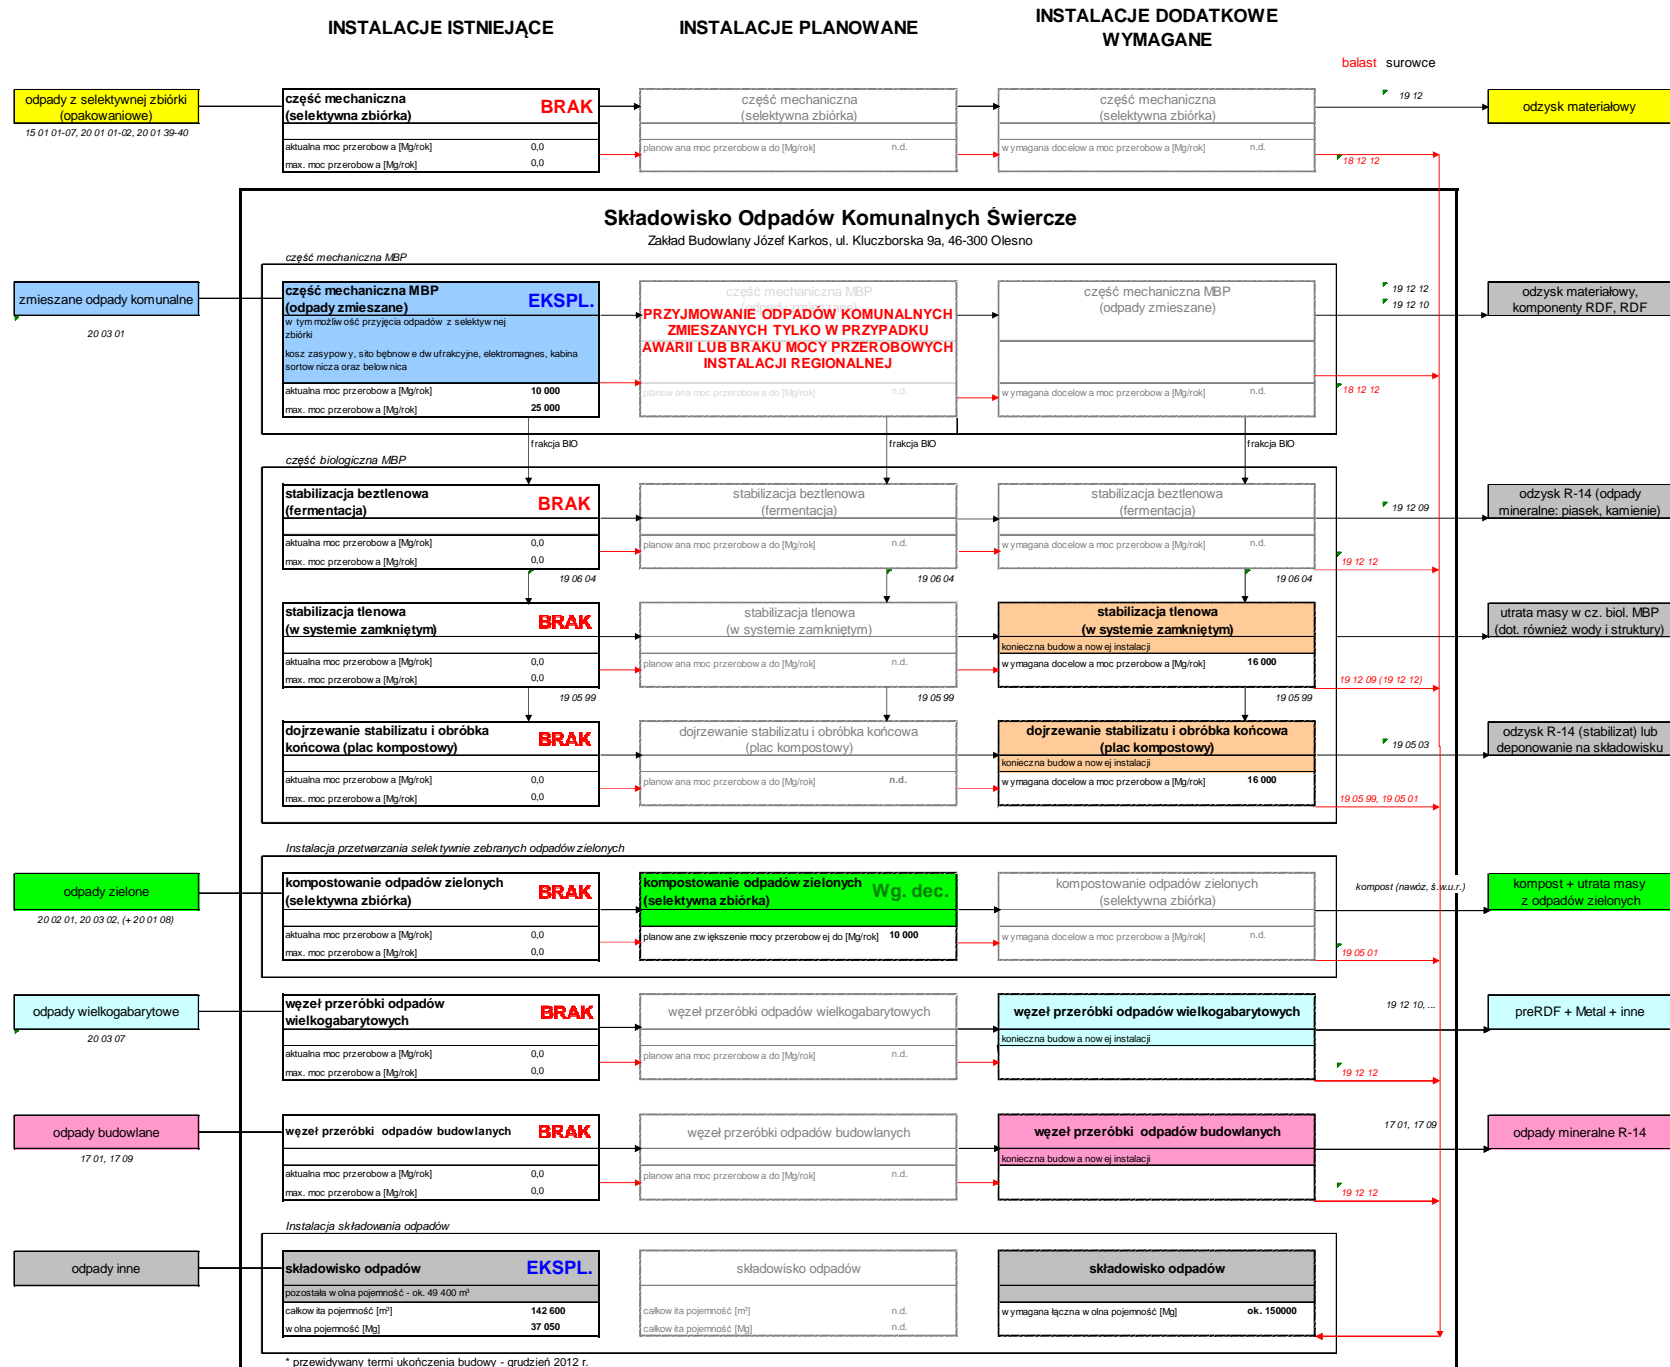 INSTALACJE ISTNIEJĄCE
INSTALACJE PLANOWANE
INSTALACJE DODATKOWE
WYMAGANE
balast surowce
odpady z selektywnej zbiórki
(opakowaniowe)
15 01 01-07, 20 01 01-02, 20 01 39-40
część mechaniczna
(selektywna zbiórka)
BRAK
aktualna moc przerobowa [Mg/rok] 0,0
max. moc przerobowa [Mg/rok] 0,0
część mechaniczna
(selektywna zbiórka)
planowana moc przerobowa do [Mg/rok] n.d.
część mechaniczna
(selektywna zbiórka)
wymagana docelowa moc przerobowa [Mg/rok] n.d.
19 12
18 12 12
odzysk materiałowy
Składowisko Odpadów Komunalnych Świercze
Zakład Budowlany Józef Karkos, ul. Kluczborska 9a, 46-300 Olesno
część mechaniczna MBP
zmieszane odpady komunalne
20 03 01
część mechaniczna MBP
(odpady zmieszane)
EKSPL.
w tym możliwość przyjęcia odpadów z selektywnej
zbiórki
kosz zasypowy, sito bębnowe dwufrakcyjne, elektromagnes, kabina
sortownicza oraz belownica
aktualna moc przerobowa [Mg/rok] 10 000
max. moc przerobowa [Mg/rok] 25 000
część mechaniczna MBP
(odpady zmieszane)
PRZYJMOWANIE ODPADÓW KOMUNALNYCH
ZMIESZANYCH TYLKO W PRZYPADKU
AWARII LUB BRAKU MOCY PRZEROBOWYCH
INSTALACJI REGIONALNEJ
planowana moc przerobowa do [Mg/rok] n.d.
część mechaniczna MBP
(odpady zmieszane)
wymagana docelowa moc przerobowa [Mg/rok] n.d.
19 12 12
19 12 10
18 12 12
odzysk materiałowy,
komponenty RDF, RDF
frakcja BIO
frakcja BIO
frakcja BIO
część biologiczna MBP
stabilizacja beztlenowa
(fermentacja)
BRAK
aktualna moc przerobowa [Mg/rok] 0,0
max. moc przerobowa [Mg/rok] 0,0
stabilizacja beztlenowa
(fermentacja)
planowana moc przerobowa do [Mg/rok] n.d.
stabilizacja beztlenowa
(fermentacja)
wymagana docelowa moc przerobowa [Mg/rok] n.d.
19 12 09
19 12 12
odzysk R-14 (odpady
mineralne: piasek, kamienie)
19 06 04
19 06 04
19 06 04
stabilizacja tlenowa
(w systemie zamkniętym)
BRAK
aktualna moc przerobowa [Mg/rok] 0,0
max. moc przerobowa [Mg/rok] 0,0
stabilizacja tlenowa
(w systemie zamkniętym)
planowana moc przerobowa do [Mg/rok] n.d.
stabilizacja tlenowa
(w systemie zamkniętym)
konieczna budowa nowej instalacji
wymagana docelowa moc przerobowa [Mg/rok] 16 000
19 12 09 (19 12 12)
utrata masy w cz. biol. MBP
(dot. również wody i struktury)
19 05 99
19 05 99
19 05 99
dojrzewanie stabilizatu i obróbka
końcowa (plac kompostowy)
BRAK
aktualna moc przerobowa [Mg/rok] 0,0
max. moc przerobowa [Mg/rok] 0,0
dojrzewanie stabilizatu i obróbka końcowa
(plac kompostowy)
planowana moc przerobowa do [Mg/rok] n.d.
dojrzewanie stabilizatu i obróbka końcowa
(plac kompostowy)
konieczna budowa nowej instalacji
wymagana docelowa moc przerobowa [Mg/rok] 16 000
19 05 03
19 05 99, 19 05 01
odzysk R-14 (stabilizat) lub
deponowanie na składowisku
Instalacja przetwarzania selektywnie zebranych odpadów zielonych
odpady zielone
20 02 01, 20 03 02, (+ 20 01 08)
kompostowanie odpadów zielonych
(selektywna zbiórka)
BRAK
aktualna moc przerobowa [Mg/rok] 0,0
max. moc przerobowa [Mg/rok] 0,0
kompostowanie odpadów zielonych
(selektywna zbiórka)
Wg. dec.
planowane zwiększenie mocy przerobowej do [Mg/rok] 10 000
kompostowanie odpadów zielonych
(selektywna zbiórka)
wymagana docelowa moc przerobowa [Mg/rok] n.d.
kompost (nawóz, ś.w.u.r.)
19 05 01
kompost + utrata masy
z odpadów zielonych
odpady wielkogabarytowe
20 03 07
węzeł przeróbki odpadów
wielkogabarytowych
BRAK
aktualna moc przerobowa [Mg/rok] 0,0
max. moc przerobowa [Mg/rok] 0,0
węzeł przeróbki odpadów wielkogabarytowych
planowana moc przerobowa do [Mg/rok] n.d.
węzeł przeróbki odpadów wielkogabarytowych
konieczna budowa nowej instalacji
19 12 10, ...
19 12 12
preRDF + Metal + inne
odpady budowlane
17 01, 17 09
węzeł przeróbki odpadów budowlanych
BRAK
aktualna moc przerobowa [Mg/rok] 0,0
max. moc przerobowa [Mg/rok] 0,0
węzeł przeróbki odpadów budowlanych
planowana moc przerobowa do [Mg/rok] n.d.
węzeł przeróbki odpadów budowlanych
konieczna budowa nowej instalacji
17 01, 17 09
19 12 12
odpady mineralne R-14
Instalacja składowania odpadów
odpady inne
składowisko odpadów
EKSPL.
pozostała wolna pojemność - ok. 49 400 m³
całkowita pojemność [m³] 142 600
wolna pojemność [Mg] 37 050
składowisko odpadów
całkowita pojemność [m³] n.d.
całkowita pojemność [Mg] n.d.
składowisko odpadów
wymagana łączna wolna pojemność [Mg] ok. 150000
* przewidywany termi ukończenia budowy - grudzień 2012 r.